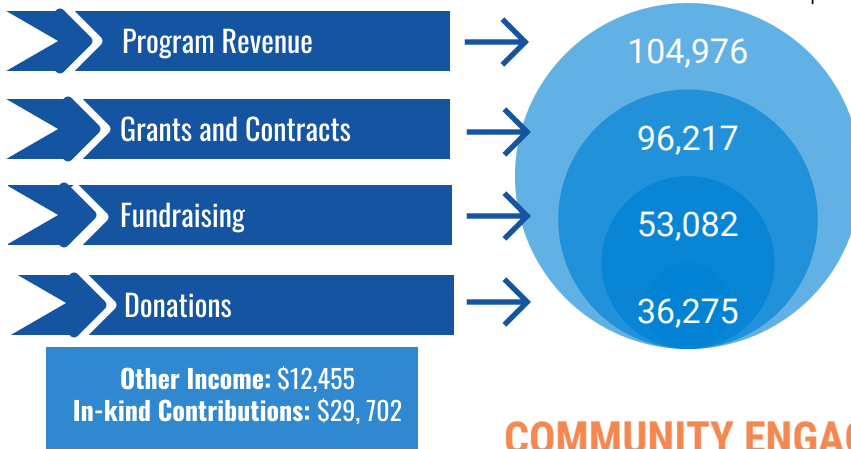 Program Revenue
104,976
Grants and Contracts
96,217
Fundraising
53,082
Donations
36,275
Other Income: $12,455
In-kind Contributions: $29, 702
COMMUNITY